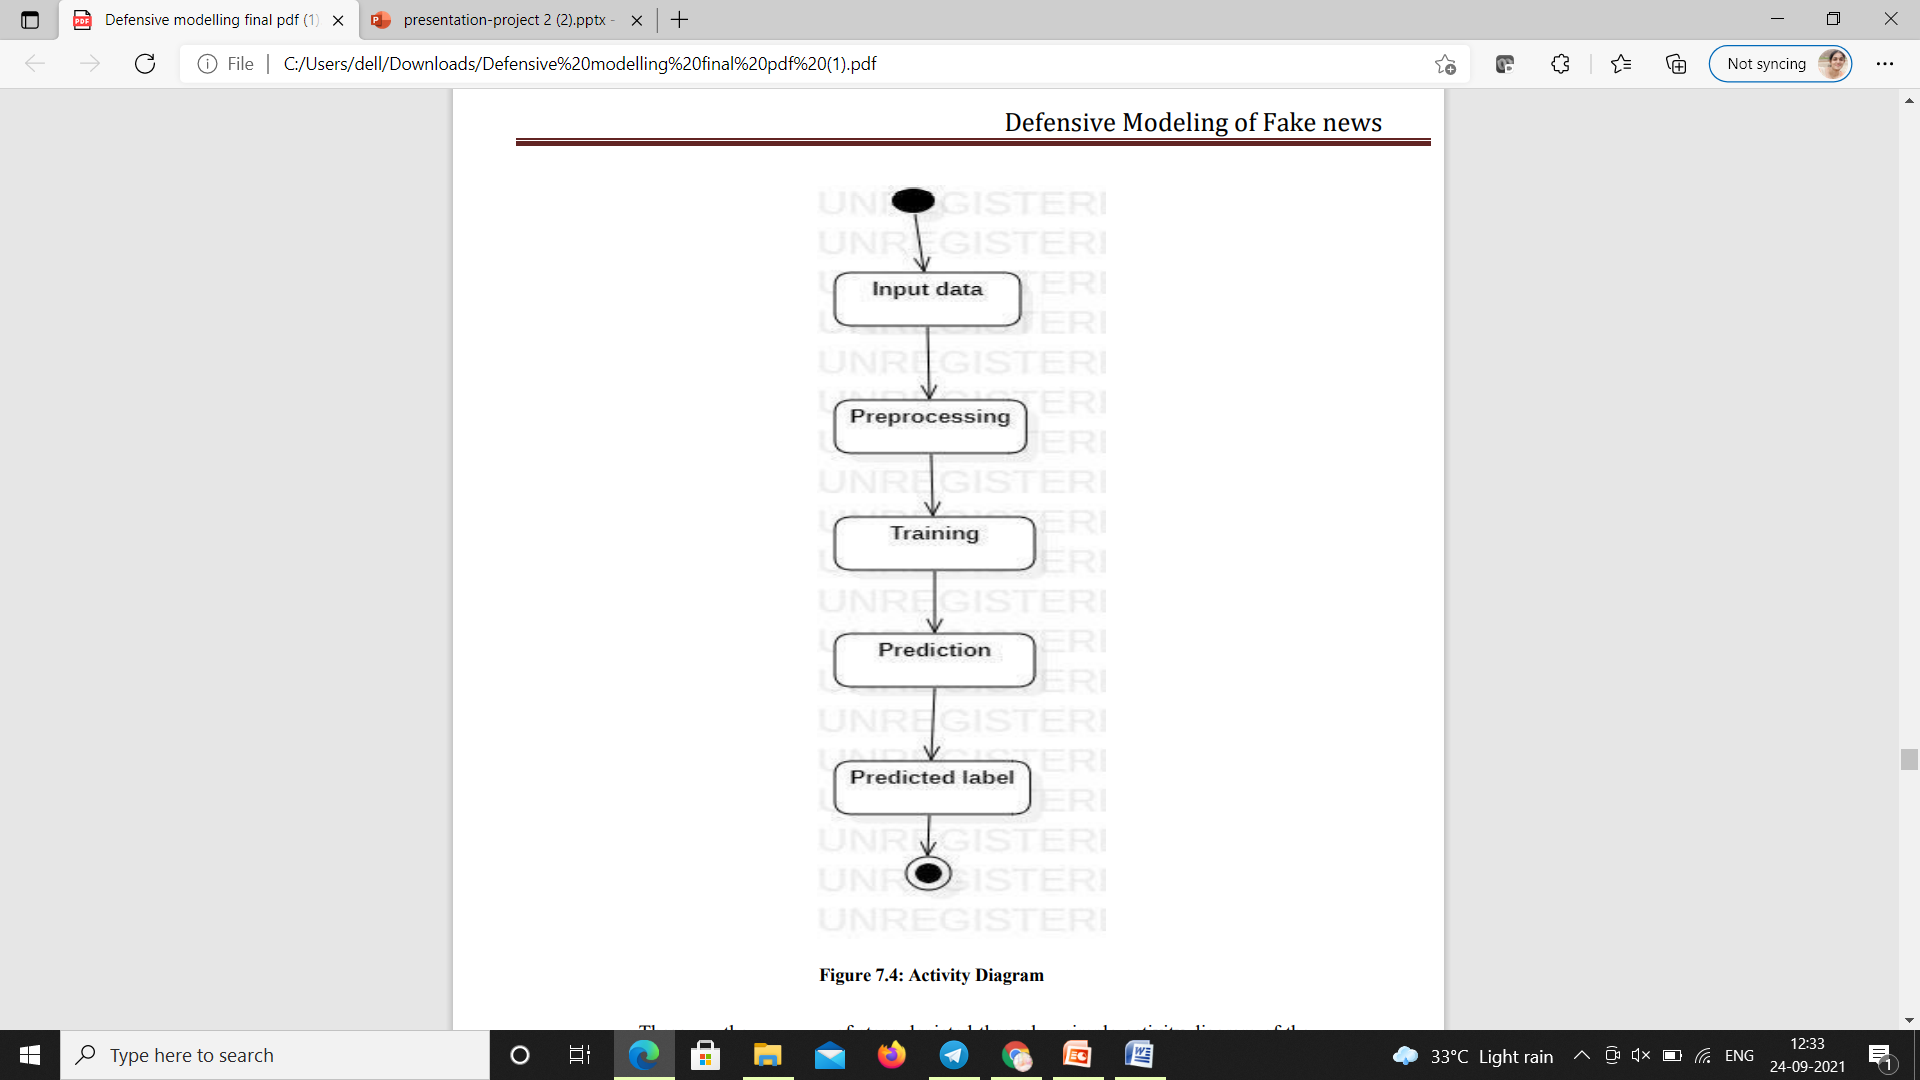 Defensive modelling final pdf (1)
presentation-project 2 (2).pptx -
File
C:/Users/dell/Downloads/Defensive%20modelling%20final%20pdf%20(1).pdf
Not syncing
Defensive Modeling of Fake news
UNREGISTERI
Input data
Preprocessing
Training
Prediction
Predicted label
Figure 7.4: Activity Diagram
Type here to search
33°C Light rain
ENG
12:33
24-09-2021
1